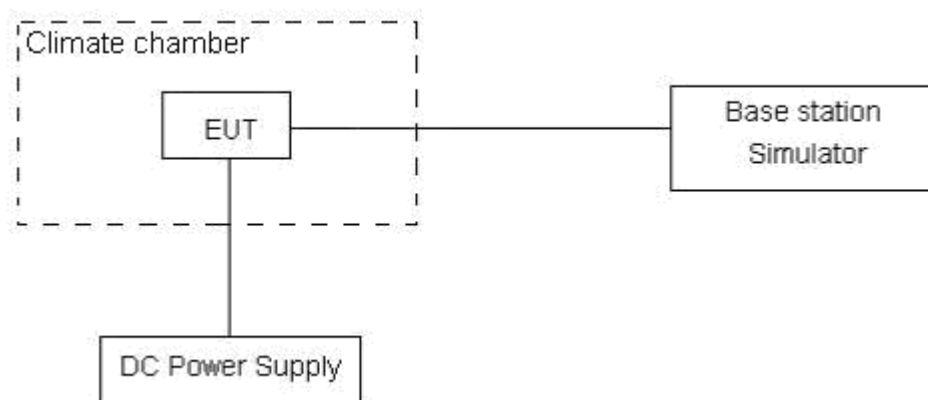 Climate chamber
EUT
Base station
Simulator
DC Power Supply